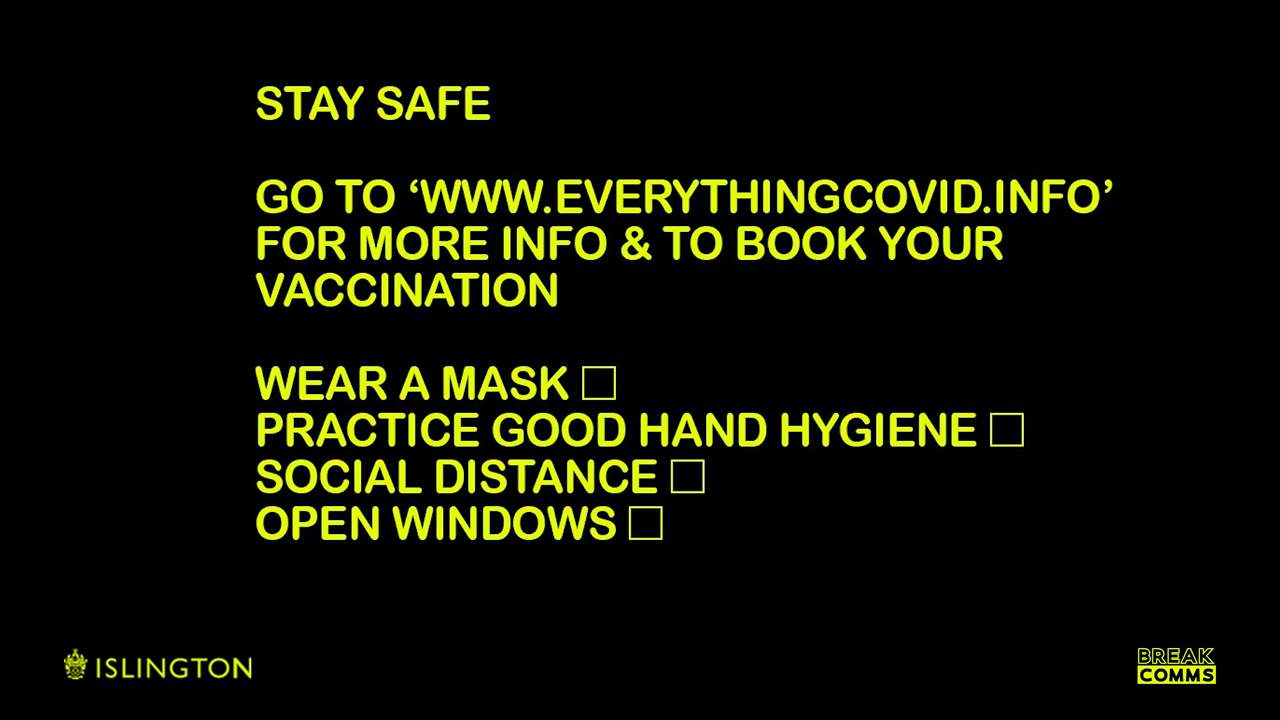 STAY SAFE
GO TO ‘WWW.EVERYTHINGCOVID.INFO’
FOR MORE INFO & TO BOOK YOUR
VACCINATION
WEAR A MASK □
PRACTICE GOOD HAND HYGIENE □
SOCIAL DISTANCE □
OPEN WINDOWS □
ISLINGTON
BREAK
COMMS